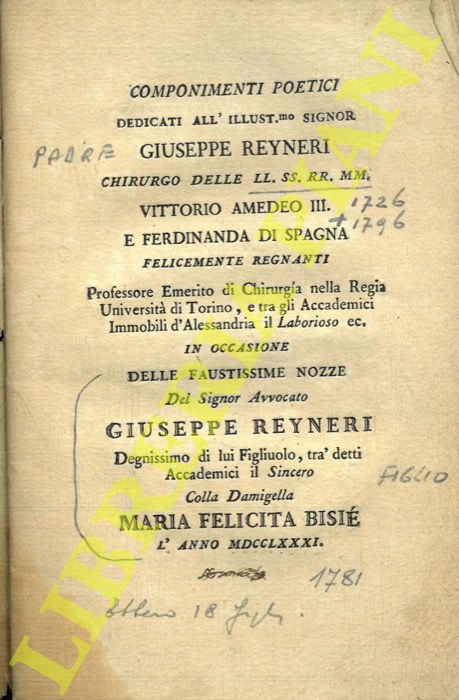 COMPONIMENTI POETICI
DEDICATI ALL' ILLUST.mo SIGNOR
PADRE
GIUSEPPE REYNERI
CHIRURGO DELLE LL. SS. RR. MM.
VITTORIO AMEDEO III. 1726
E FERDINANDA DI SPAGNA + 1796
FELICEMENTE REGNANTI
Professore Emerito di Chirurgía nella Regia
Università di Torino, e tra gli Accademici
Immobili d'Alessandria il Laborioso ec.
IN OCCASIONE
DELLE FAUSTISSIME NOZZE
Del Signor Avvocato
GIUSEPPE REYNERI
Degnissimo di lui Figliuolo, tra' detti
Accademici il Sincero
FIGLIO
Colla Damigella
MARIA FELICITA BISIÉ
L' ANNO MDCCLXXXI.
1781
18
LIBRERIA PIANI